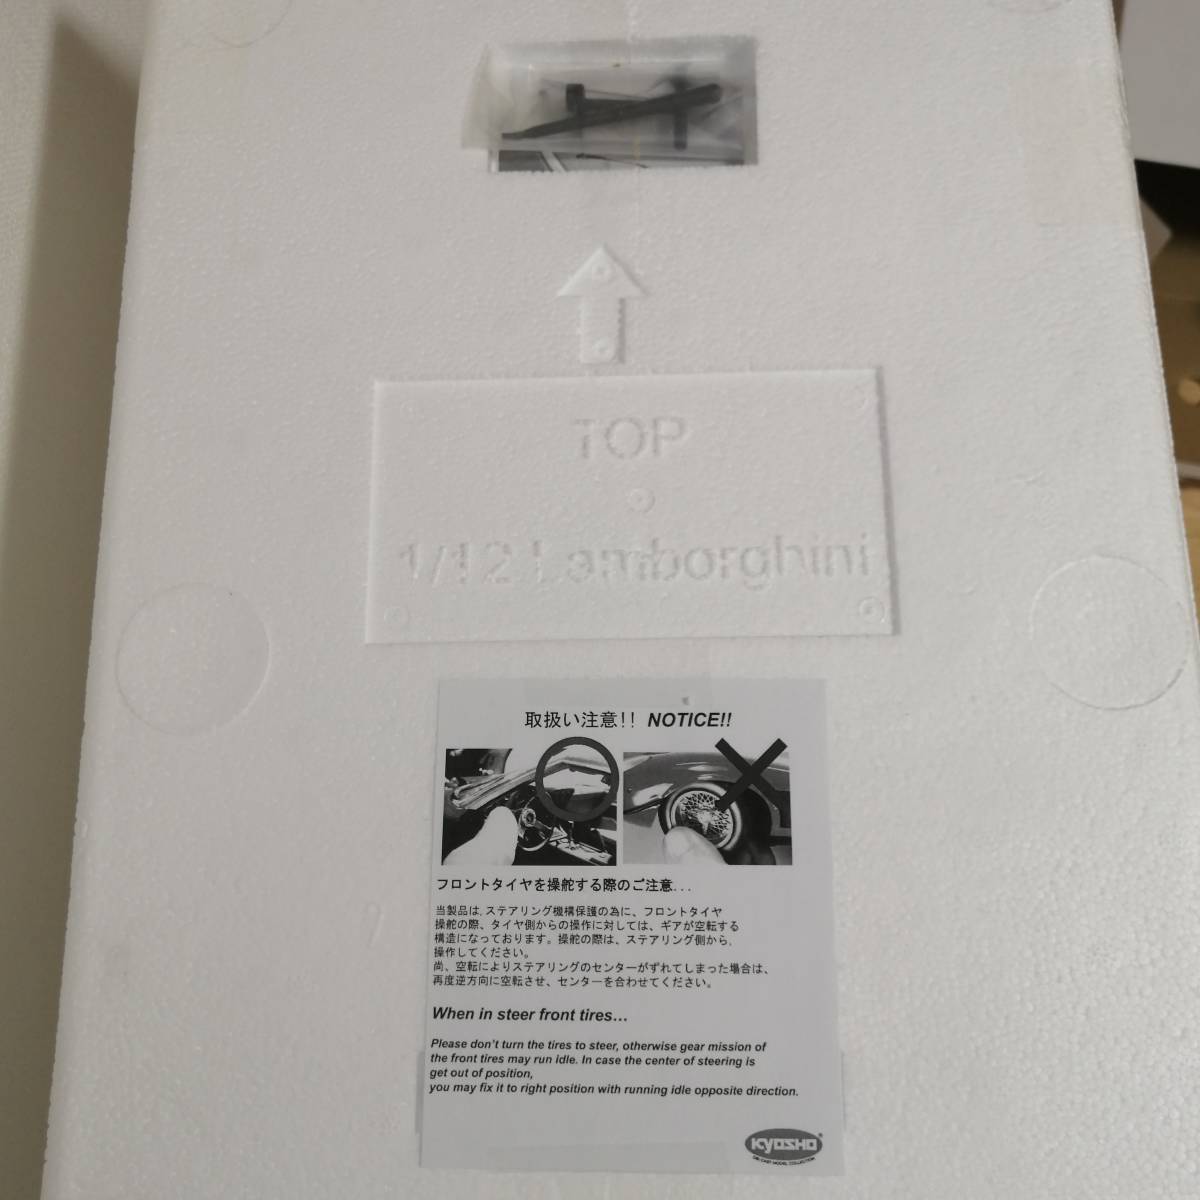 TOP
1/12 Lamborghini
取扱い注意!! NOTICE!!
フロントタイヤを操舵する際のご注意...
当製品は､ステアリング機構保護の為に、フロントタイヤ
操舵の際、タイヤ側からの操作に対しては、ギアが空転する
構造になっております。操舵の際は、ステアリング側から､
操作してください。
尚、空転によりステアリングのセンターがずれてしまった場合は、
再度逆方向に空転させ、センターを合わせてください。
When in steer front tires...
Please don't turn the tires to steer, otherwise gear mission of
the front tires may run idle. In case the center of steering is
get out of position,
you may fix it to right position with running idle opposite direction.
KYOSHO®
DIE-CAST MODEL COLLECTION